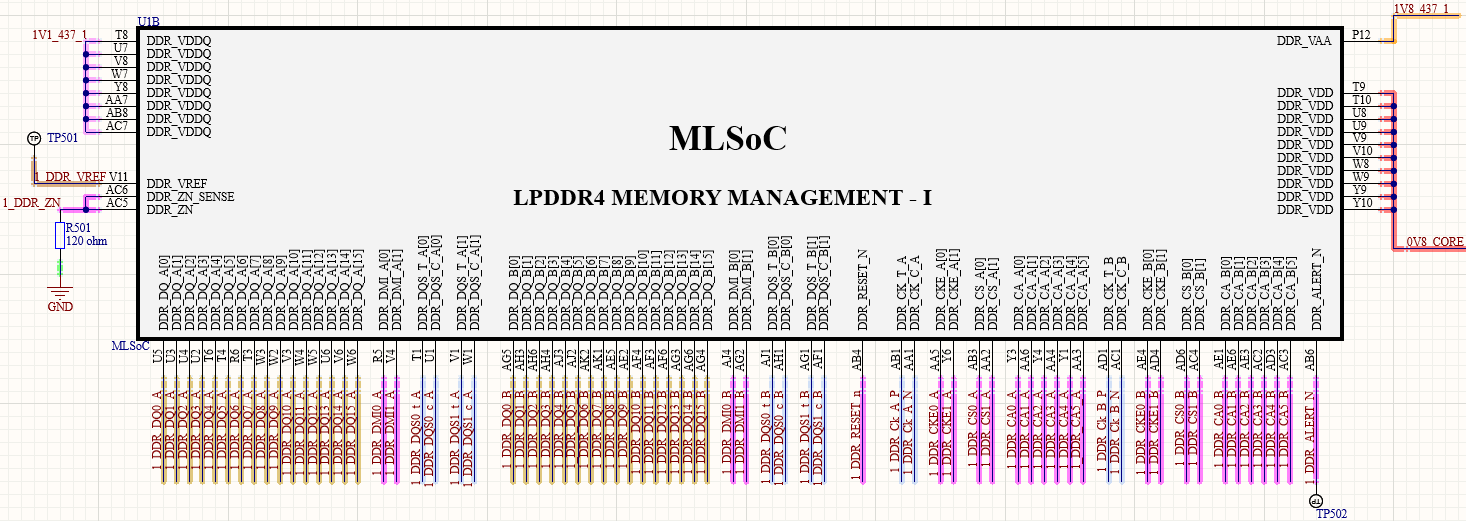 U1B
1V8_437_1
1V1_437_1
T8 DDR_VDDQ
U7 DDR_VDDQ
V8 DDR_VDDQ
W7 DDR_VDDQ
Y8 DDR_VDDQ
AA7 DDR_VDDQ
AB8 DDR_VDDQ
AC7 DDR_VDDQ
TP
TP501
1_DDR_VREF V11 DDR_VREF
AC6 DDR_ZN_SENSE
1_DDR_ZN AC5 DDR_ZN
R501
120 ohm
GND
MLSoC
LPDDR4 MEMORY MANAGEMENT - I
DDR_VAA P12
DDR_VDD T9
DDR_VDD T10
DDR_VDD U8
DDR_VDD U9
DDR_VDD V9
DDR_VDD V10
DDR_VDD W8
DDR_VDD W9
DDR_VDD Y9
DDR_VDD Y10
0V8_CORE
MLSoC
DDR_DQ_A[0] U5 1_DDR_DQ0_A
DDR_DQ_A[1] U3 1_DDR_DQ1_A
DDR_DQ_A[2] U4 1_DDR_DQ2_A
DDR_DQ_A[3] U2 1_DDR_DQ3_A
DDR_DQ_A[4] T6 1_DDR_DQ4_A
DDR_DQ_A[5] T4 1_DDR_DQ5_A
DDR_DQ_A[6] R6 1_DDR_DQ6_A
DDR_DQ_A[7] T3 1_DDR_DQ7_A
DDR_DQ_A[8] W3 1_DDR_DQ8_A
DDR_DQ_A[9] W2 1_DDR_DQ9_A
DDR_DQ_A[10] V3 1_DDR_DQ10_A
DDR_DQ_A[11] W4 1_DDR_DQ11_A
DDR_DQ_A[12] W5 1_DDR_DQ12_A
DDR_DQ_A[13] U6 1_DDR_DQ13_A
DDR_DQ_A[14] V6 1_DDR_DQ14_A
DDR_DQ_A[15] W6 1_DDR_DQ15_A
DDR_DMI_A[0] R5 1_DDR_DMI0_A
DDR_DMI_A[1] V4 1_DDR_DMI1_A
DDR_DQS_T_A[0] T1 1_DDR_DQS0_t_A
DDR_DQS_C_A[0] U1 1_DDR_DQS0_c_A
DDR_DQS_T_A[1] V1 1_DDR_DQS1_t_A
DDR_DQS_C_A[1] W1 1_DDR_DQS1_c_A
DDR_DQ_B[0] AG5 1_DDR_DQ0_B
DDR_DQ_B[1] AH3 1_DDR_DQ1_B
DDR_DQ_B[2] AH6 1_DDR_DQ2_B
DDR_DQ_B[3] AH4 1_DDR_DQ3_B
DDR_DQ_B[4] AJ3 1_DDR_DQ4_B
DDR_DQ_B[5] AJ2 1_DDR_DQ5_B
DDR_DQ_B[6] AK2 1_DDR_DQ6_B
DDR_DQ_B[7] AK1 1_DDR_DQ7_B
DDR_DQ_B[8] AE5 1_DDR_DQ8_B
DDR_DQ_B[9] AE2 1_DDR_DQ9_B
DDR_DQ_B[10] AF4 1_DDR_DQ10_B
DDR_DQ_B[11] AF3 1_DDR_DQ11_B
DDR_DQ_B[12] AF6 1_DDR_DQ12_B
DDR_DQ_B[13] AG3 1_DDR_DQ13_B
DDR_DQ_B[14] AG6 1_DDR_DQ14_B
DDR_DQ_B[15] AG4 1_DDR_DQ15_B
DDR_DMI_B[0] AJ4 1_DDR_DMI0_B
DDR_DMI_B[1] AG2 1_DDR_DMI1_B
DDR_DQS_T_B[0] AJ1 1_DDR_DQS0_t_B
DDR_DQS_C_B[0] AH1 1_DDR_DQS0_c_B
DDR_DQS_T_B[1] AG1 1_DDR_DQS1_t_B
DDR_DQS_C_B[1] AF1 1_DDR_DQS1_c_B
DDR_RESET_N AB4 1_DDR_RESET_n
DDR_CK_T_A AB1 1_DDR_Ck_A_P
DDR_CK_C_A AA1 1_DDR_Ck_A_N
DDR_CKE_A[0] AA5 1_DDR_CKE0_A
DDR_CKE_A[1] Y6 1_DDR_CKE1_A
DDR_CS_A[0] AB3 1_DDR_CS0_A
DDR_CS_A[1] AA2 1_DDR_CS1_A
DDR_CA_A[0] Y3 1_DDR_CA0_A
DDR_CA_A[1] AA6 1_DDR_CA1_A
DDR_CA_A[2] Y4 1_DDR_CA2_A
DDR_CA_A[3] AA4 1_DDR_CA3_A
DDR_CA_A[4] Y1 1_DDR_CA4_A
DDR_CA_A[5] AA3 1_DDR_CA5_A
DDR_CK_T_B AD1 1_DDR_Ck_B_P
DDR_CK_C_B AC1 1_DDR_Ck_B_N
DDR_CKE_B[0] AE4 1_DDR_CKE0_B
DDR_CKE_B[1] AD4 1_DDR_CKE1_B
DDR_CS_B[0] AD6 1_DDR_CS0_B
DDR_CS_B[1] AC4 1_DDR_CS1_B
DDR_CA_B[0] AE1 1_DDR_CA0_B
DDR_CA_B[1] AE6 1_DDR_CA1_B
DDR_CA_B[2] AE3 1_DDR_CA2_B
DDR_CA_B[3] AC2 1_DDR_CA3_B
DDR_CA_B[4] AD3 1_DDR_CA4_B
DDR_CA_B[5] AC3 1_DDR_CA5_B
DDR_ALERT_N AB6 1_DDR_ALERT_N
TP
TP502